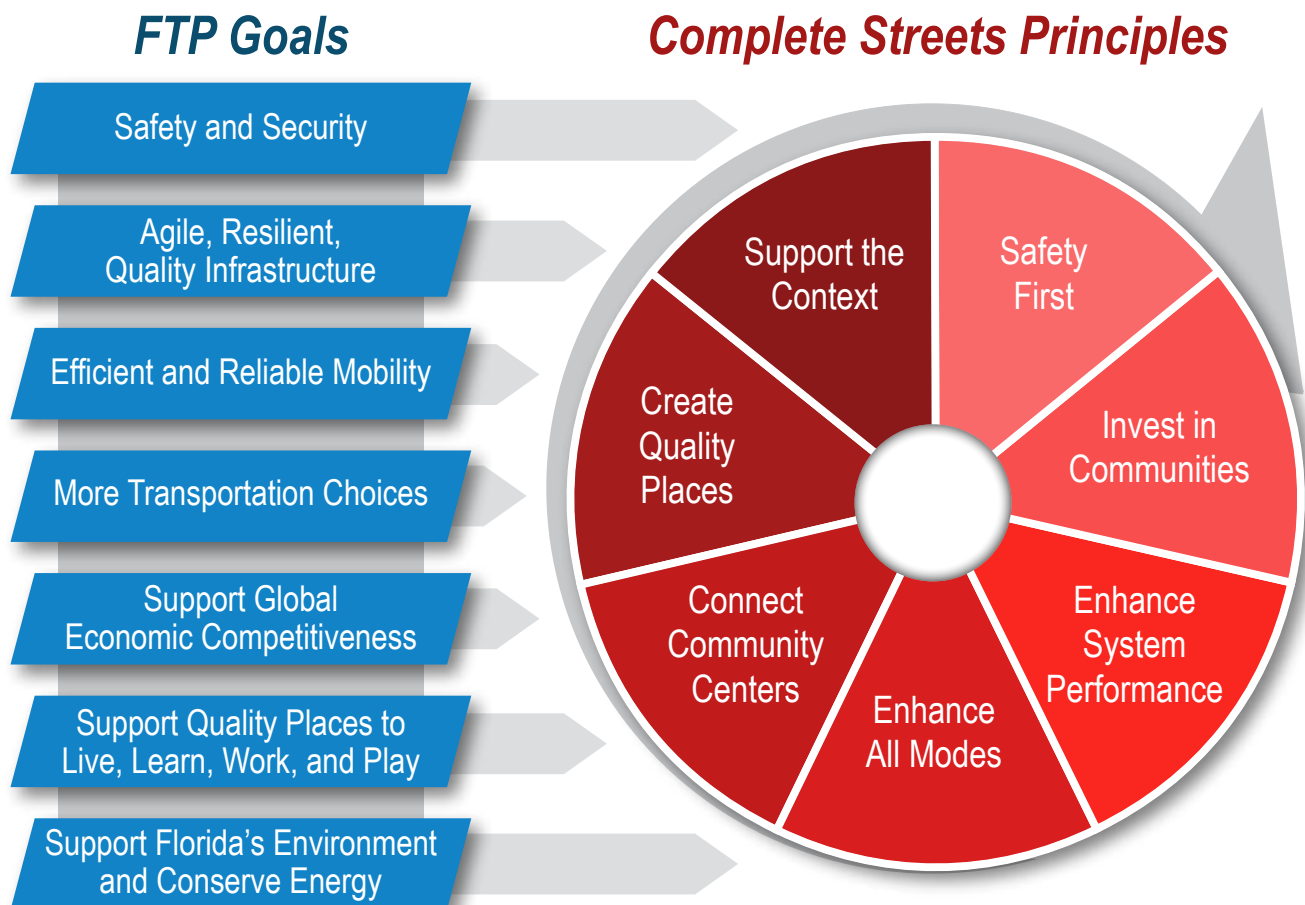 FTP Goals
Safety and Security
Agile, Resilient,
Quality Infrastructure
Efficient and Reliable Mobility
More Transportation Choices
Support Global
Economic Competitiveness
Support Quality Places to
Live, Learn, Work, and Play
Support Florida’s Environment
and Conserve Energy
Complete Streets Principles
Safety
First
Invest in
Communities
Enhance
System
Performance
Enhance
All Modes
Connect
Community
Centers
Create
Quality
Places
Support the
Context